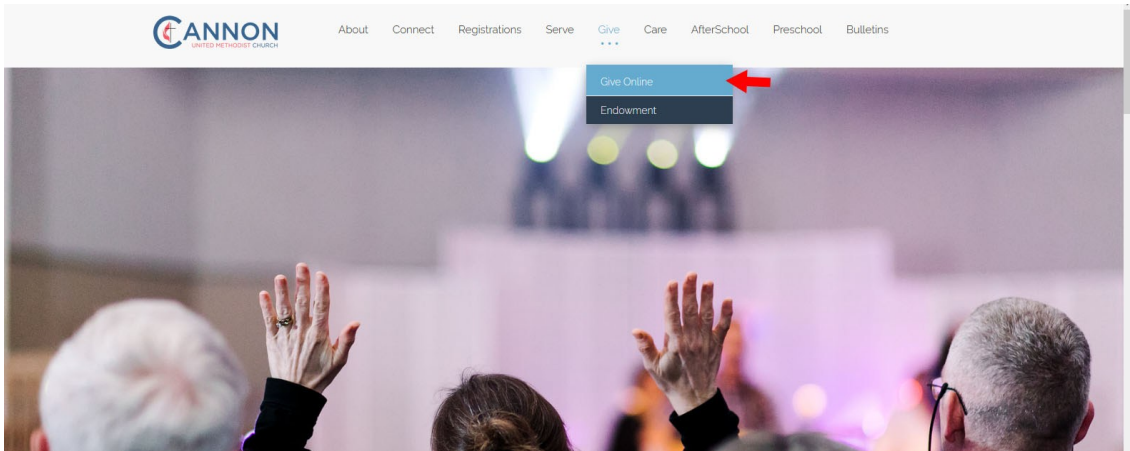 CANNON
UNITED METHODIST CHURCH
About Connect Registrations Serve Give Care AfterSchool Preschool Bulletins
Give Online
Endowment